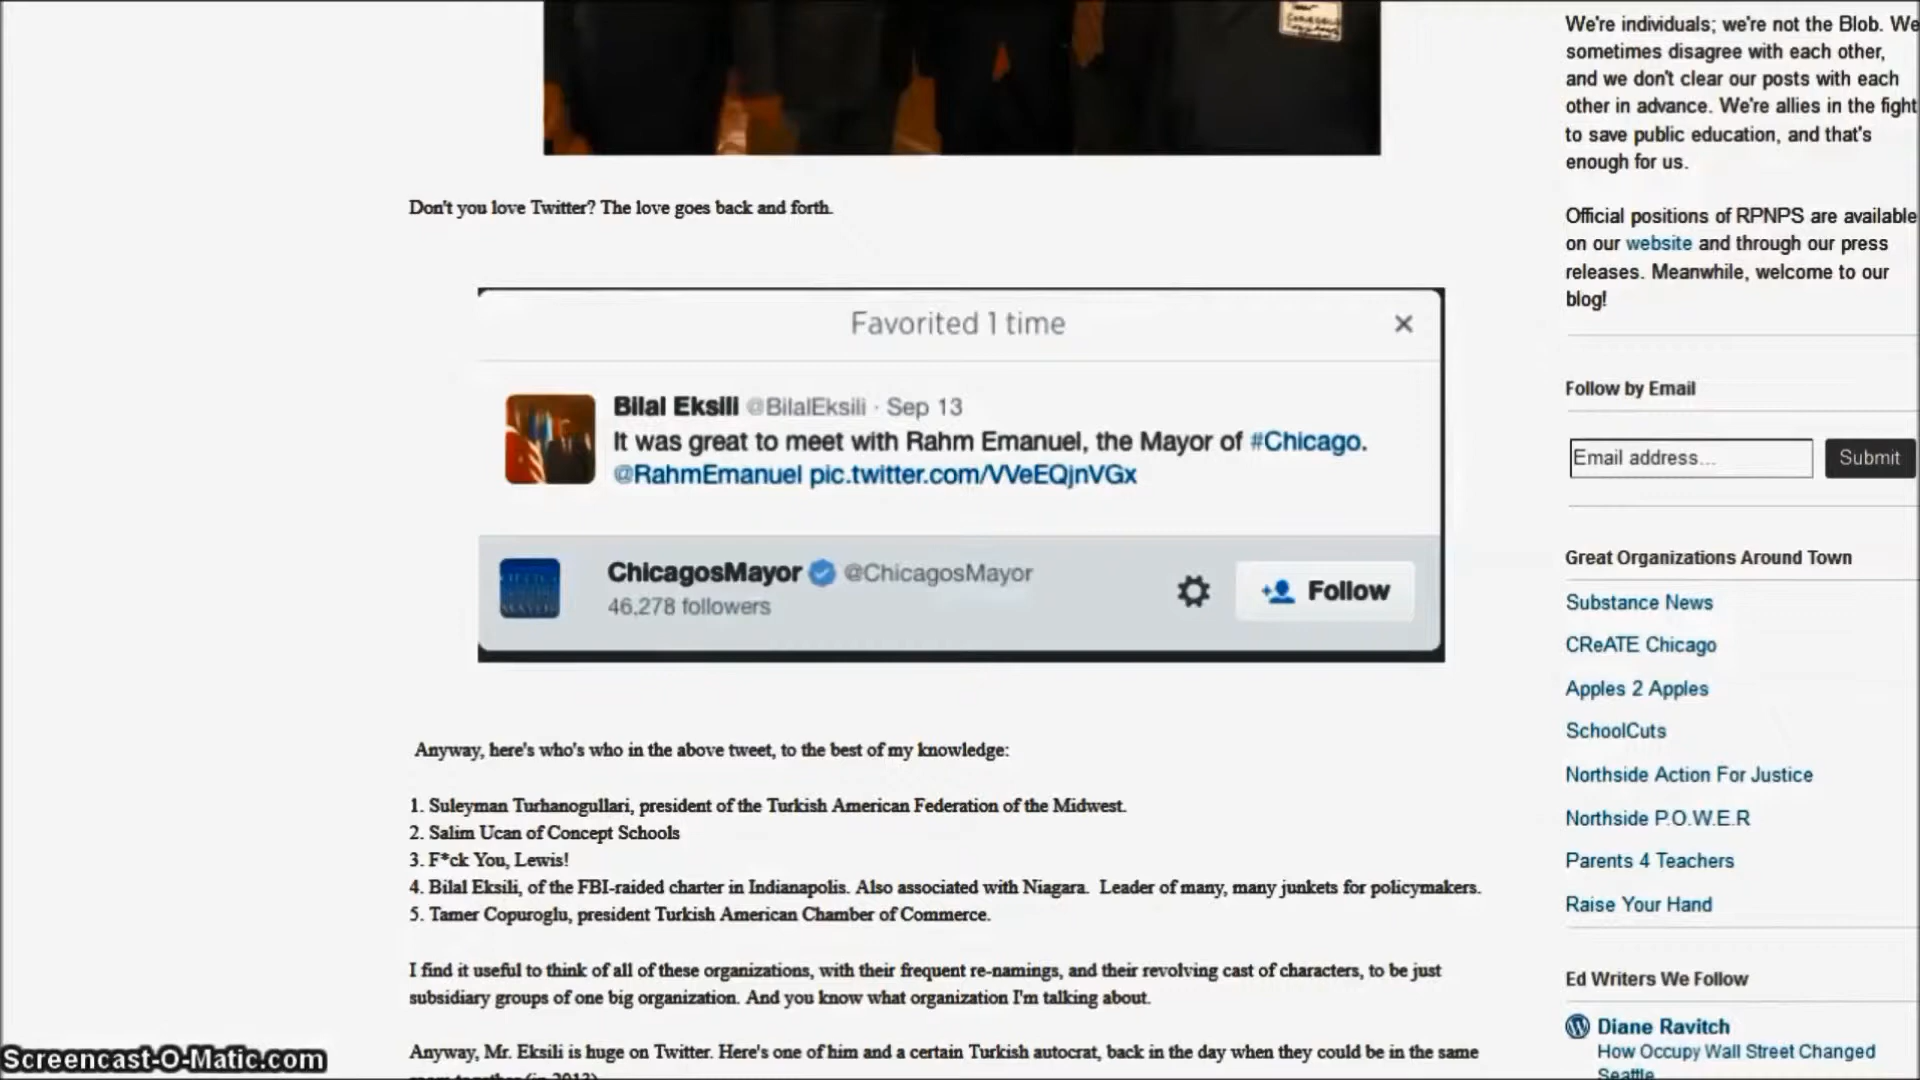 Don't you love Twitter? The love goes back and forth.
Favorited 1 time
Bilal Eksili @BilalEksili · Sep 13
It was great to meet with Rahm Emanuel, the Mayor of #Chicago.
@RahmEmanuel pic.twitter.com/VVeEQjnVGx
ChicagosMayor @ChicagosMayor
46,278 followers
Follow
Anyway, here's who's who in the above tweet, to the best of my knowledge:
1. Suleyman Turhanogullari, president of the Turkish American Federation of the Midwest.
2. Salim Ucan of Concept Schools
3. F*ck You, Lewis!
4. Bilal Eksili, of the FBI-raided charter in Indianapolis. Also associated with Niagara. Leader of many, many junkets for policymakers.
5. Tamer Copuroglu, president Turkish American Chamber of Commerce.
I find it useful to think of all of these organizations, with their frequent re-namings, and their revolving cast of characters, to be just
subsidiary groups of one big organization. And you know what organization I'm talking about.
Anyway, Mr. Eksili is huge on Twitter. Here's one of him and a certain Turkish autocrat, back in the day when they could be in the same
We're individuals; we're not the Blob. We
sometimes disagree with each other,
and we don't clear our posts with each
other in advance. We're allies in the fight
to save public education, and that's
enough for us.
Official positions of RPNPS are available
on our website and through our press
releases. Meanwhile, welcome to our
blog!
Follow by Email
Email address...
Submit
Great Organizations Around Town
Substance News
CReATE Chicago
Apples 2 Apples
SchoolCuts
Northside Action For Justice
Northside P.O.W.E.R
Parents 4 Teachers
Raise Your Hand
Ed Writers We Follow
Diane Ravitch
How Occupy Wall Street Changed
Seattle
Screencast-O-Matic.com